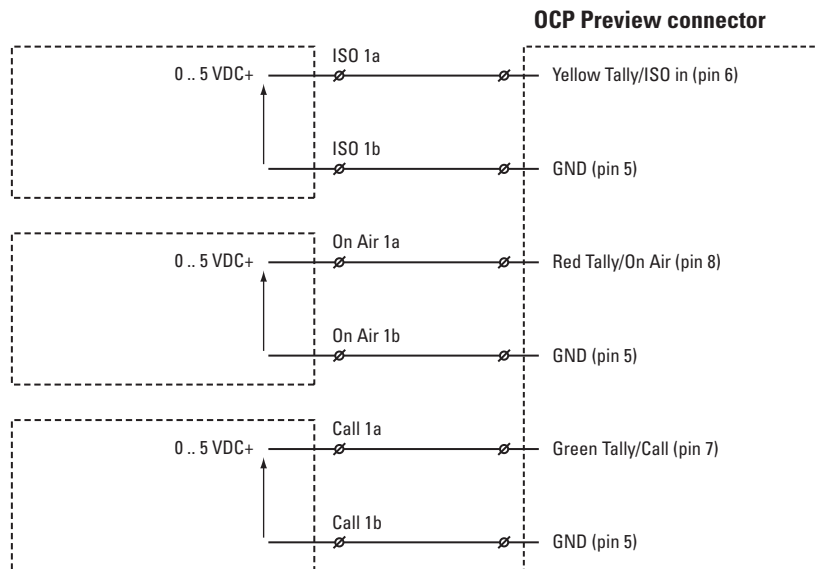 OCP Preview connector
ISO 1a
0 .. 5 VDC+
Yellow Tally/ISO in (pin 6)
ISO 1b
GND (pin 5)
On Air 1a
0 .. 5 VDC+
Red Tally/On Air (pin 8)
On Air 1b
GND (pin 5)
Call 1a
0 .. 5 VDC+
Green Tally/Call (pin 7)
Call 1b
GND (pin 5)